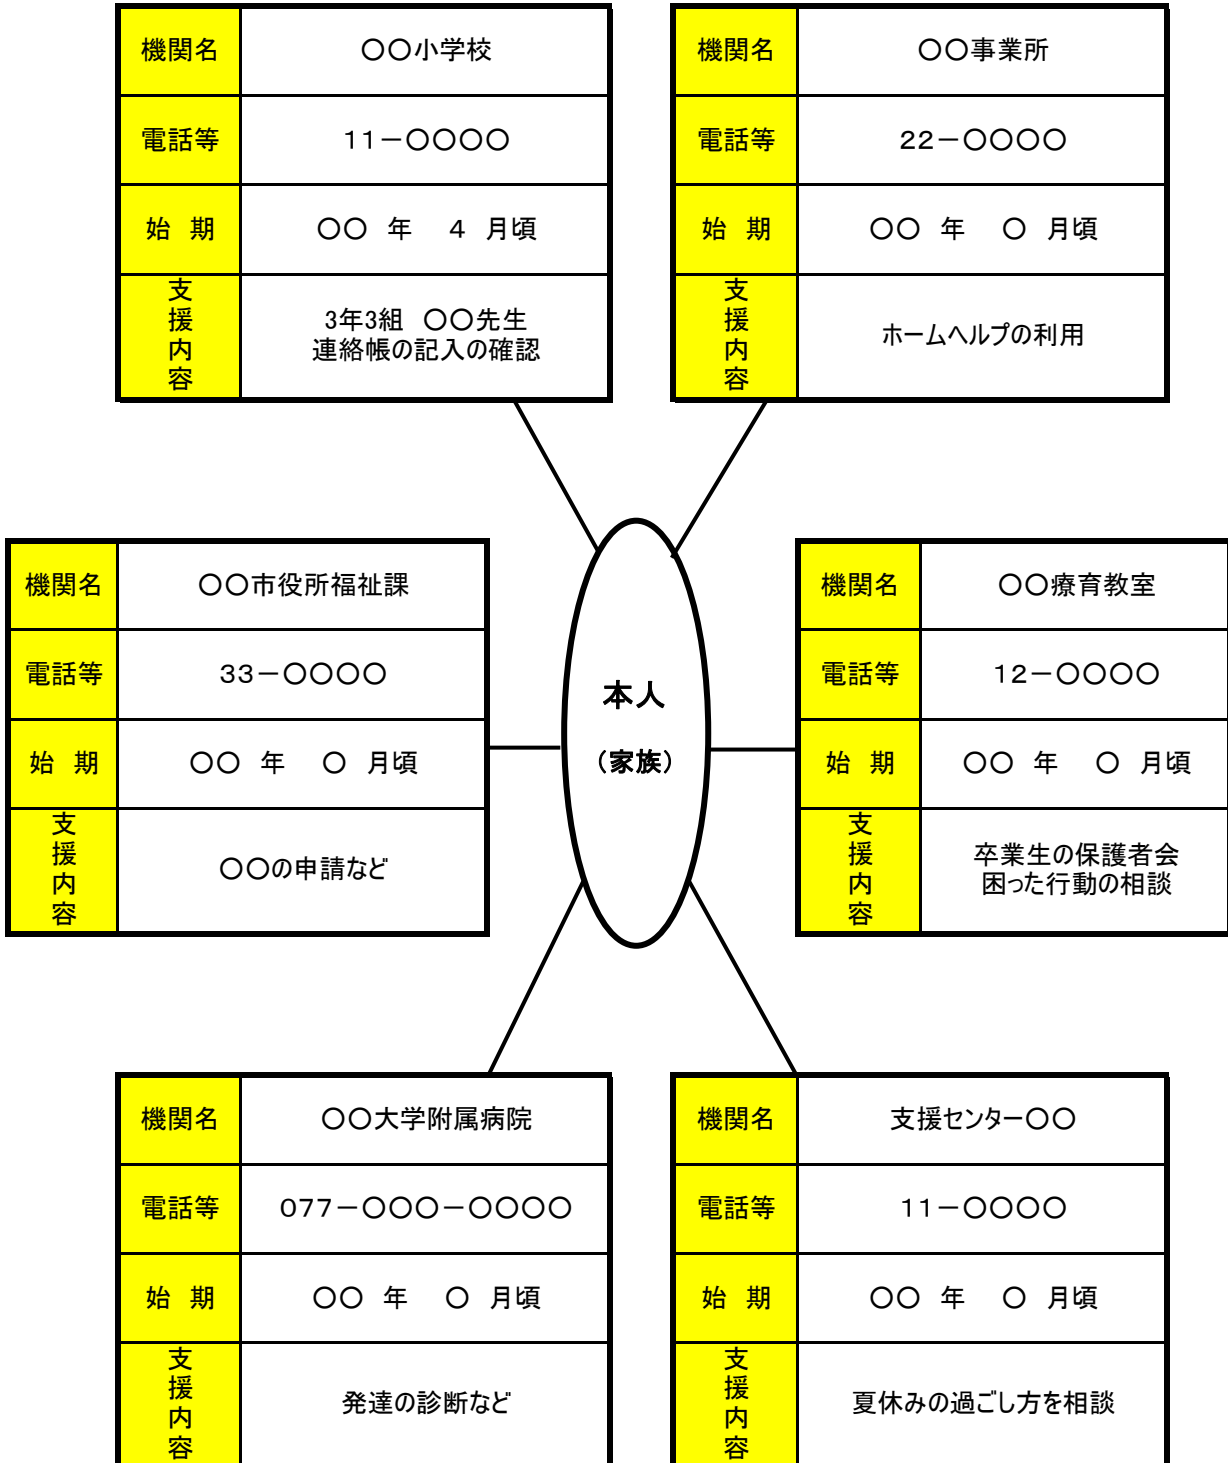 機関名 〇〇小学校
電話等 11－〇〇〇〇
始　期 〇〇　年　４　月頃
支援内容 3年3組　〇〇先生
連絡帳の記入の確認
機関名 〇〇事業所
電話等 22－〇〇〇〇
始　期 〇〇　年　〇　月頃
支援内容 ホームヘルプの利用
機関名 〇〇市役所福祉課
電話等 33－〇〇〇〇
始　期 〇〇　年　〇　月頃
支援内容 〇〇の申請など
本人
（家族）
機関名 〇〇療育教室
電話等 12－〇〇〇〇
始　期 〇〇　年　〇　月頃
支援内容 卒業生の保護者会
困った行動の相談
機関名 〇〇大学附属病院
電話等 077－〇〇〇－〇〇〇〇
始　期 〇〇　年　〇　月頃
支援内容 発達の診断など
機関名 支援センター〇〇
電話等 11－〇〇〇〇
始　期 〇〇　年　〇　月頃
支援内容 夏休みの過ごし方を相談